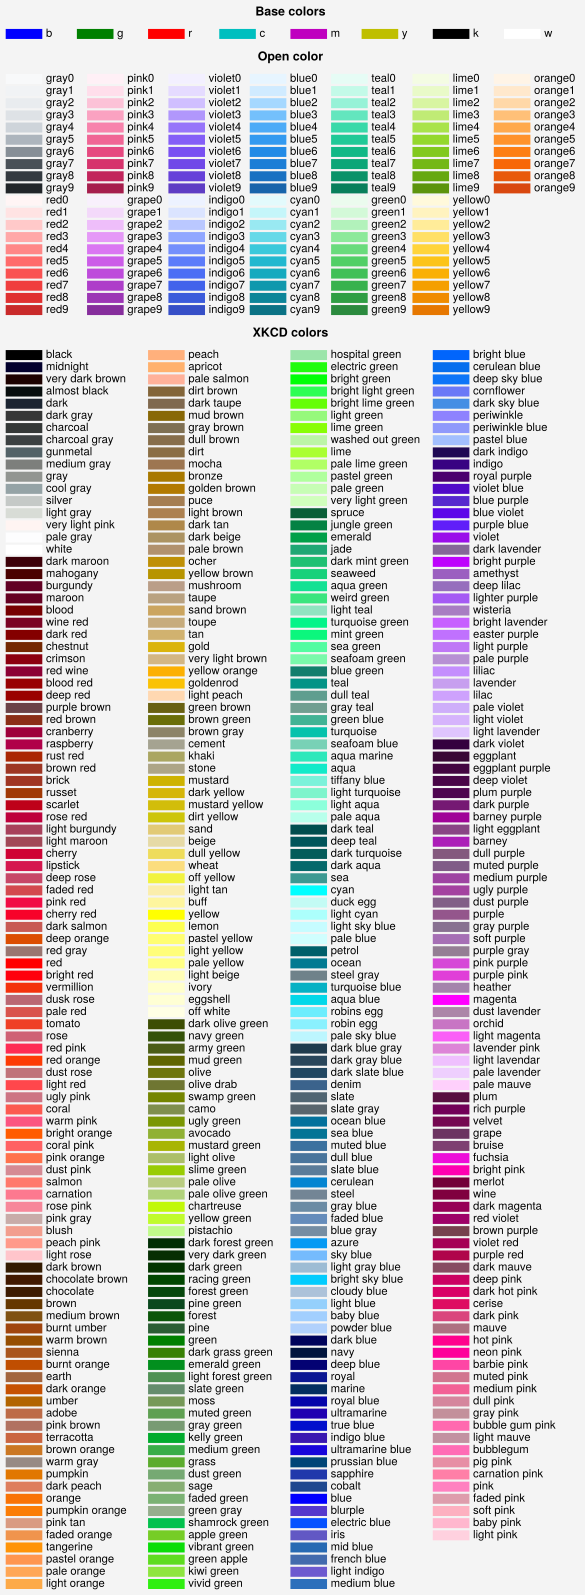 Base colors
b g r c m y k w
Open color
gray0
gray1
gray2
gray3
gray4
gray5
gray6
gray7
gray8
gray9
red0
red1
red2
red3
red4
red5
red6
red7
red8
red9
pink0
pink1
pink2
pink3
pink4
pink5
pink6
pink7
pink8
pink9
grape0
grape1
grape2
grape3
grape4
grape5
grape6
grape7
grape8
grape9
violet0
violet1
violet2
violet3
violet4
violet5
violet6
violet7
violet8
violet9
indigo0
indigo1
indigo2
indigo3
indigo4
indigo5
indigo6
indigo7
indigo8
indigo9
blue0
blue1
blue2
blue3
blue4
blue5
blue6
blue7
blue8
blue9
cyan0
cyan1
cyan2
cyan3
cyan4
cyan5
cyan6
cyan7
cyan8
cyan9
teal0
teal1
teal2
teal3
teal4
teal5
teal6
teal7
teal8
teal9
green0
green1
green2
green3
green4
green5
green6
green7
green8
green9
lime0
lime1
lime2
lime3
lime4
lime5
lime6
lime7
lime8
lime9
yellow0
yellow1
yellow2
yellow3
yellow4
yellow5
yellow6
yellow7
yellow8
yellow9
orange0
orange1
orange2
orange3
orange4
orange5
orange6
orange7
orange8
orange9
XKCD colors
black
midnight
very dark brown
almost black
dark
dark gray
charcoal
charcoal gray
gunmetal
medium gray
gray
cool gray
silver
light gray
very light pink
pale gray
white
dark maroon
mahogany
burgundy
maroon
blood
wine red
dark red
chestnut
crimson
red wine
blood red
deep red
purple brown
red brown
cranberry
raspberry
rust red
brown red
brick
russet
scarlet
rose red
light burgundy
light maroon
cherry
lipstick
deep rose
faded red
pink red
cherry red
dark salmon
deep orange
red gray
red
bright red
vermillion
dusk rose
pale red
tomato
rose
red pink
red orange
dust rose
light red
ugly pink
coral
warm pink
bright orange
coral pink
pink orange
dust pink
salmon
carnation
rose pink
pink gray
blush
peach pink
light rose
dark brown
chocolate brown
chocolate
brown
medium brown
burnt umber
warm brown
sienna
burnt orange
earth
dark orange
umber
adobe
pink brown
terracotta
brown orange
warm gray
pumpkin
dark peach
orange
pumpkin orange
pink tan
faded orange
tangerine
pastel orange
pale orange
light orange
peach
apricot
pale salmon
dirt brown
dark taupe
mud brown
gray brown
dull brown
dirt
mocha
bronze
golden brown
puce
light brown
dark tan
dark beige
pale brown
ocher
yellow brown
mushroom
taupe
sand brown
toupe
tan
gold
very light brown
yellow orange
goldenrod
light peach
green brown
brown green
brown gray
cement
khaki
stone
mustard
dark yellow
mustard yellow
dirt yellow
sand
beige
dull yellow
wheat
off yellow
light tan
buff
yellow
lemon
pastel yellow
light yellow
pale yellow
light beige
ivory
eggshell
off white
dark olive green
navy green
army green
mud green
olive
olive drab
swamp green
camo
ugly green
avocado
mustard green
light olive
slime green
pale olive
pale olive green
chartreuse
yellow green
pistachio
dark forest green
very dark green
dark green
racing green
forest green
pine green
forest
pine
green
dark grass green
emerald green
light forest green
slate green
moss
muted green
gray green
kelly green
medium green
grass
dust green
sage
faded green
green gray
shamrock green
apple green
vibrant green
green apple
kiwi green
vivid green
hospital green
electric green
bright green
bright light green
bright lime green
light green
lime green
washed out green
lime
pale lime green
pastel green
pale green
very light green
spruce
jungle green
emerald
jade
dark mint green
seaweed
aqua green
weird green
light teal
turquoise green
mint green
sea green
seafoam green
blue green
teal
dull teal
gray teal
green blue
turquoise
seafoam blue
aqua marine
aqua
tiffany blue
light turquoise
light aqua
pale aqua
dark teal
deep teal
dark turquoise
dark aqua
sea
cyan
duck egg
light cyan
light sky blue
pale blue
petrol
ocean
steel gray
turquoise blue
aqua blue
robins egg
robin egg
pale sky blue
dark blue gray
dark gray blue
dark slate blue
denim
slate
slate gray
ocean blue
sea blue
muted blue
dull blue
slate blue
cerulean
steel
gray blue
faded blue
blue gray
azure
sky blue
light gray blue
bright sky blue
cloudy blue
light blue
baby blue
powder blue
dark blue
navy
deep blue
royal
marine
royal blue
ultramarine
true blue
indigo blue
ultramarine blue
prussian blue
sapphire
cobalt
blue
blurple
electric blue
iris
mid blue
french blue
light indigo
medium blue
bright blue
cerulean blue
deep sky blue
cornflower
dark sky blue
periwinkle
periwinkle blue
pastel blue
dark indigo
indigo
royal purple
violet blue
blue purple
blue violet
purple blue
violet
dark lavender
bright purple
amethyst
deep lilac
lighter purple
wisteria
bright lavender
easter purple
light purple
pale purple
liliac
lavender
lilac
pale violet
light violet
light lavender
dark violet
eggplant
eggplant purple
deep violet
plum purple
dark purple
barney purple
light eggplant
barney
dull purple
muted purple
medium purple
ugly purple
dust purple
purple
gray purple
soft purple
purple gray
pink purple
purple pink
heather
magenta
dust lavender
orchid
light magenta
lavender pink
light lavendar
pale lavender
pale mauve
plum
rich purple
velvet
grape
bruise
fuchsia
bright pink
merlot
wine
dark magenta
red violet
brown purple
violet red
purple red
dark mauve
deep pink
dark hot pink
cerise
dark pink
mauve
hot pink
neon pink
barbie pink
muted pink
medium pink
dull pink
gray pink
bubble gum pink
light mauve
bubblegum
pig pink
carnation pink
pink
faded pink
soft pink
baby pink
light pink